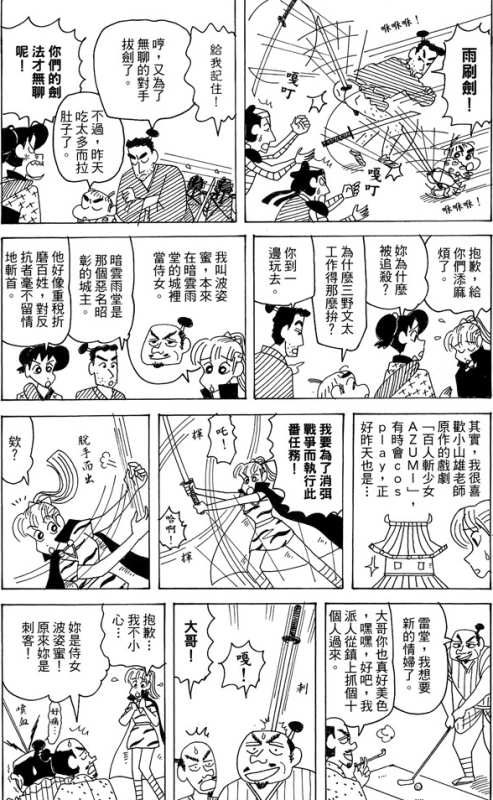 雨刷劍！
咻咻咻！
嘎
叮
嘎
叮
咻咻咻！
給我記住！
哼，又為了
無聊的對手
拔劍了。
不過，昨天
吃太多而拉
肚子了。
你們的劍
法才無聊
呢！
抱歉，給
你們添麻
煩了。
妳為什麼
被追殺？
為什麼三野文太
工作得那麼拚？
你到一
邊玩去。
我叫波姿
蜜，本來
在暗雲雨
堂的城裡
當侍女。
暗雲雨堂是
那個惡名昭
彰的城主。
他好像重稅折
磨百姓，對反
抗者毫不留情
地斬首。
其實，我很喜
歡小山雄老師
原作的戲劇
「百人斬少女
AZUMI」，
有時會cos
play，正
好昨天也是…
我要為了消弭
戰爭而執行此
番任務！
吒！
揮
揮
哈啊！
脫手而出
欸？
雷堂，我想要
新的情婦了。
大哥你也真好美色
，嘿嘿，好吧，我
派人從鎮上抓個十
個人過來。
刺
嘎！
大哥！
抱歉…
我不小
心…
妳是侍女
波姿蜜！
原來妳是
刺客！
好痛…
噴血